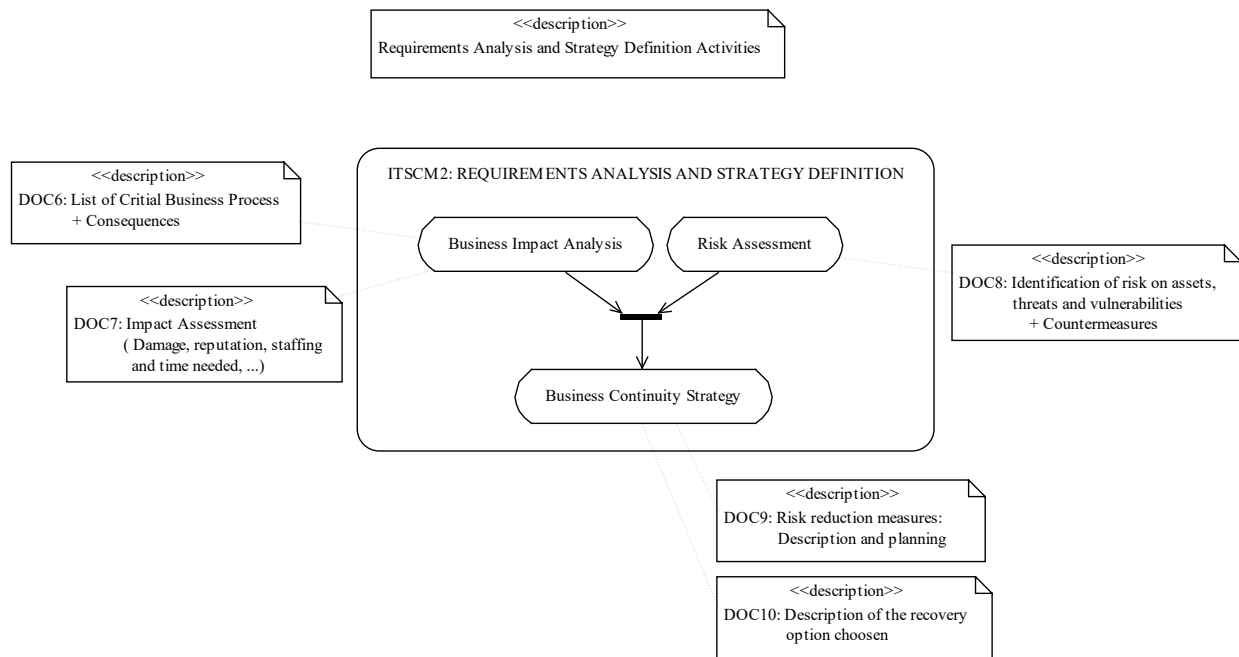 <<description>>
Requirements Analysis and Strategy Definition Activities
ITSCM2: REQUIREMENTS ANALYSIS AND STRATEGY DEFINITION
<<description>>
DOC6: List of Critial Business Process
+ Consequences
Business Impact Analysis
Risk Assessment
<<description>>
DOC8: Identification of risk on assets,
threats and vulnerabilities
+ Countermeasures
<<description>>
DOC7: Impact Assessment
( Damage, reputation, staffing
and time needed, ...)
Business Continuity Strategy
<<description>>
DOC9: Risk reduction measures:
Description and planning
<<description>>
DOC10: Description of the recovery
option choosen